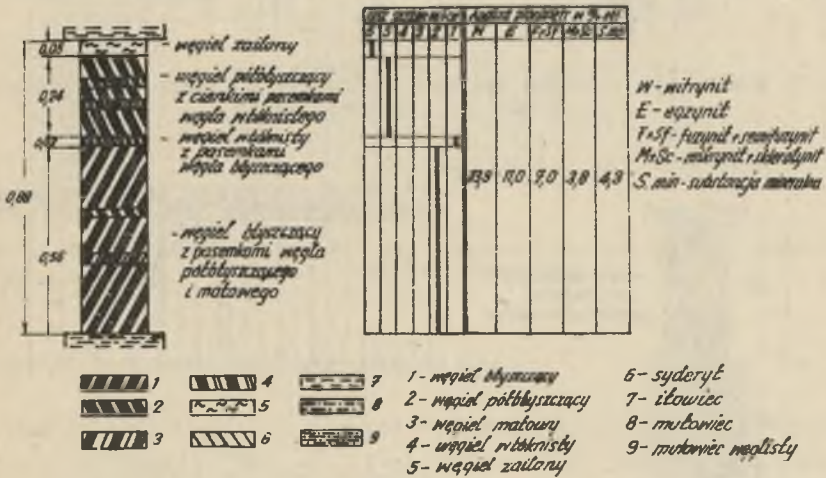 węgiel zailony
węgiel półbłyszczący
z cienkimi pasemkami
węgla włóknistego
węgiel włóknisty
z pasemkami
węgla błyszczącego
węgiel błyszczący
z pasemkami węgla
półbłyszczącego
i matowego
0,05
0,24
0,88
0,56
6 5 4 3 2 1 W E F+Sf M+Sc S.min
73,9 11,0 7,0 3,8 4,3
W - witrynit
E - egzynit
F+Sf - fuzynit + semifuzynit
M+Sc - mikrynit + sklerotynit
S. min - substancja mineralna
1 4 7
2 5 8
3 6 9
1 - węgiel błyszczący
2 - węgiel półbłyszczący
3 - węgiel matowy
4 - węgiel włóknisty
5 - węgiel zailony
6 - syderyt
7 - iłowiec
8 - mułowiec
9 - mułowiec węglisty